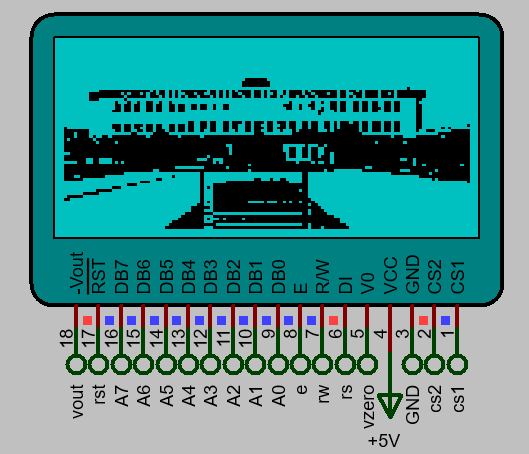 -Vout RST DB7 DB6 DB5 DB4 DB3 DB2 DB1 DB0 E R/W DI V0 VCC GND CS2 CS1
18 17 16 15 14 13 12 11 10 9 8 7 6 5 4 3 2 1
vout rst A7 A6 A5 A4 A3 A2 A1 A0 e rw rs vzero GND cs2 cs1
+5V